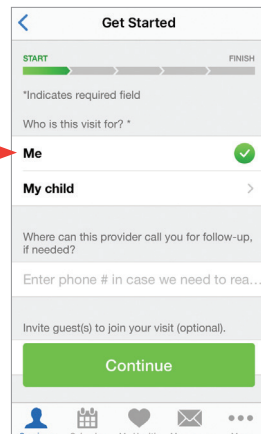 Get Started
START FINISH
*Indicates required field
Who is this visit for? *
Me
My child
Where can this provider call you for follow-up,
if needed?
Enter phone # in case we need to rea...
Invite guest(s) to join your visit (optional).
Continue